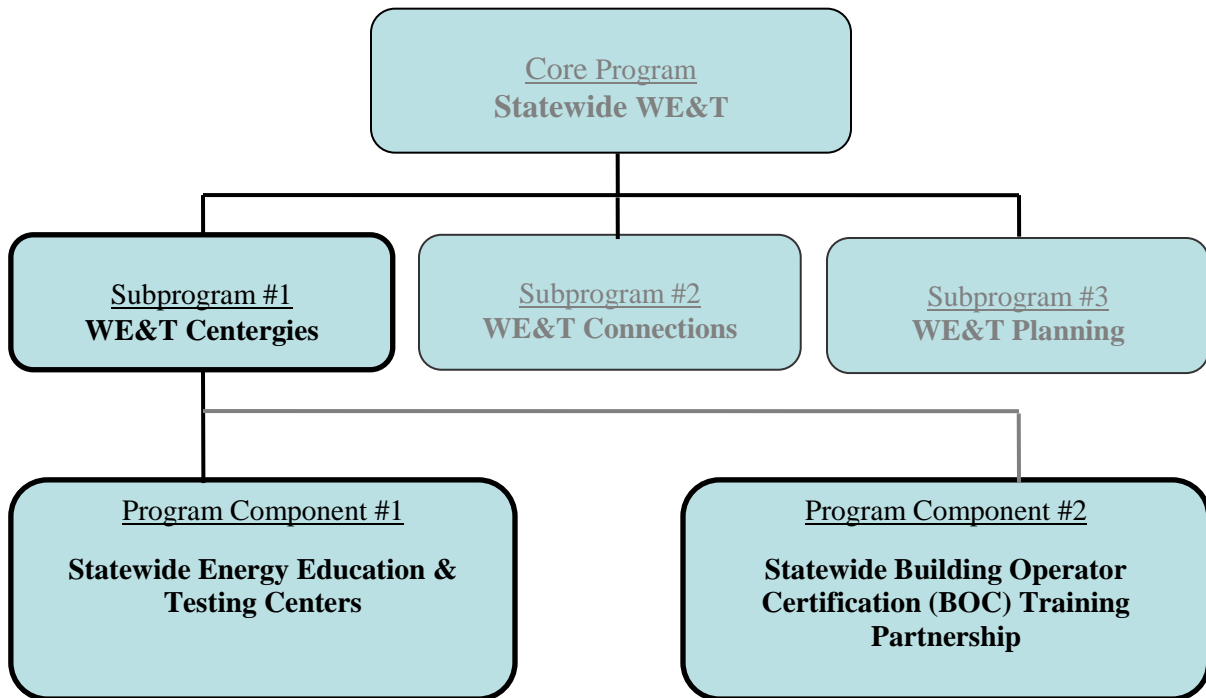 Core Program
Statewide WE&T
Subprogram #1
WE&T Centergies
Subprogram #2
WE&T Connections
Subprogram #3
WE&T Planning
Program Component #1
Statewide Energy Education &
Testing Centers
Program Component #2
Statewide Building Operator
Certification (BOC) Training
Partnership